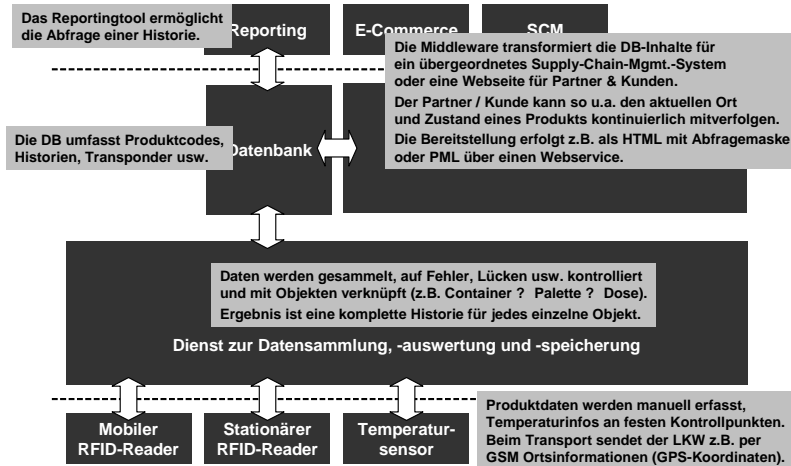 Das Reportingtool ermöglicht
die Abfrage einer Historie.
Reporting
E-Commerce
SCM
Die Middleware transformiert die DB-Inhalte für
ein übergeordnetes Supply-Chain-Mgmt.-System
oder eine Webseite für Partner & Kunden.
Der Partner / Kunde kann so u.a. den aktuellen Ort
und Zustand eines Produkts kontinuierlich mitverfolgen.
Die Bereitstellung erfolgt z.B. als HTML mit Abfragemaske
oder PML über einen Webservice.
Die DB umfasst Produktcodes,
Historien, Transponder usw.
Datenbank
Daten werden gesammelt, auf Fehler, Lücken usw. kontrolliert
und mit Objekten verknüpft (z.B. Container ? Palette ? Dose).
Ergebnis ist eine komplette Historie für jedes einzelne Objekt.
Dienst zur Datensammlung, -auswertung und -speicherung
Mobiler
RFID-Reader
Stationärer
RFID-Reader
Temperatur-
sensor
Produktdaten werden manuell erfasst,
Temperaturinfos an festen Kontrollpunkten.
Beim Transport sendet der LKW z.B. per
GSM Ortsinformationen (GPS-Koordinaten).